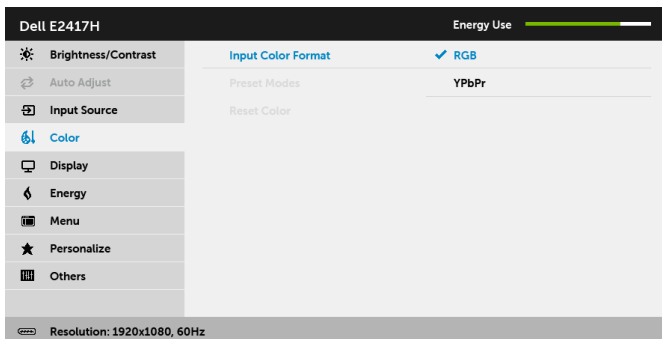 Dell E2417H Energy Use
Brightness/Contrast Input Color Format RGB
Auto Adjust Preset Modes YPbPr
Input Source Reset Color
Color
Display
Energy
Menu
Personalize
Others
Resolution: 1920x1080, 60Hz